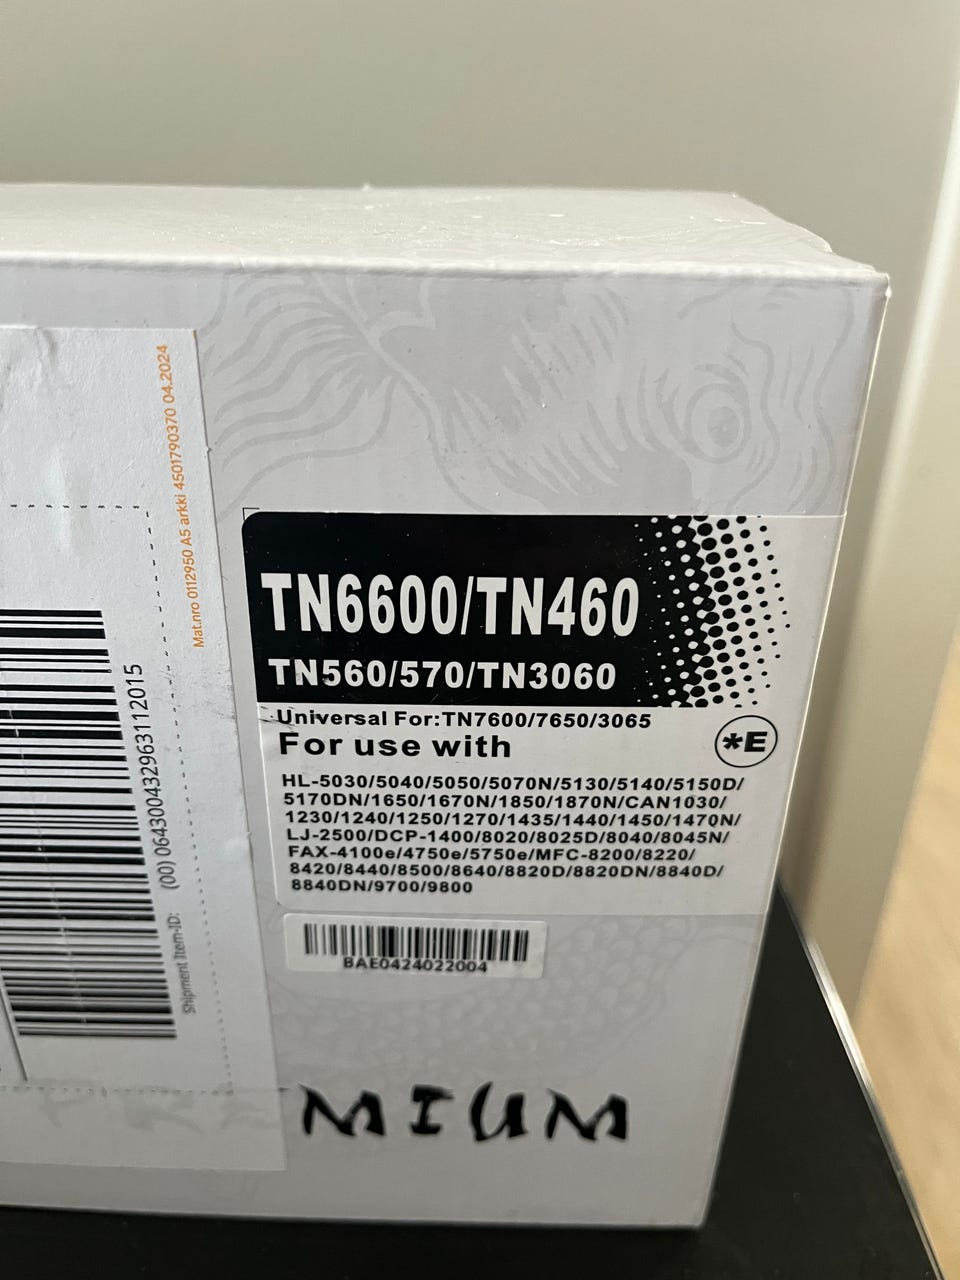 Mat.nro 0112950 A5 arkki 4501790370 04.2024
(00) 064300432963112015
Shipment Item-ID:
TN6600/TN460
TN560/570/TN3060
Universal For:TN7600/7650/3065
For use with
*E
HL-5030/5040/5050/5070N/5130/5140/5150D/
5170DN/1650/1670N/1850/1870N/CAN1030/
1230/1240/1250/1270/1435/1440/1450/1470N/
LJ-2500/DCP-1400/8020/8025D/8040/8045N/
FAX-4100e/4750e/5750e/MFC-8200/8220/
8420/8440/8500/8640/8820D/8820DN/8840D/
8840DN/9700/9800
BAE0424022004
MIUM